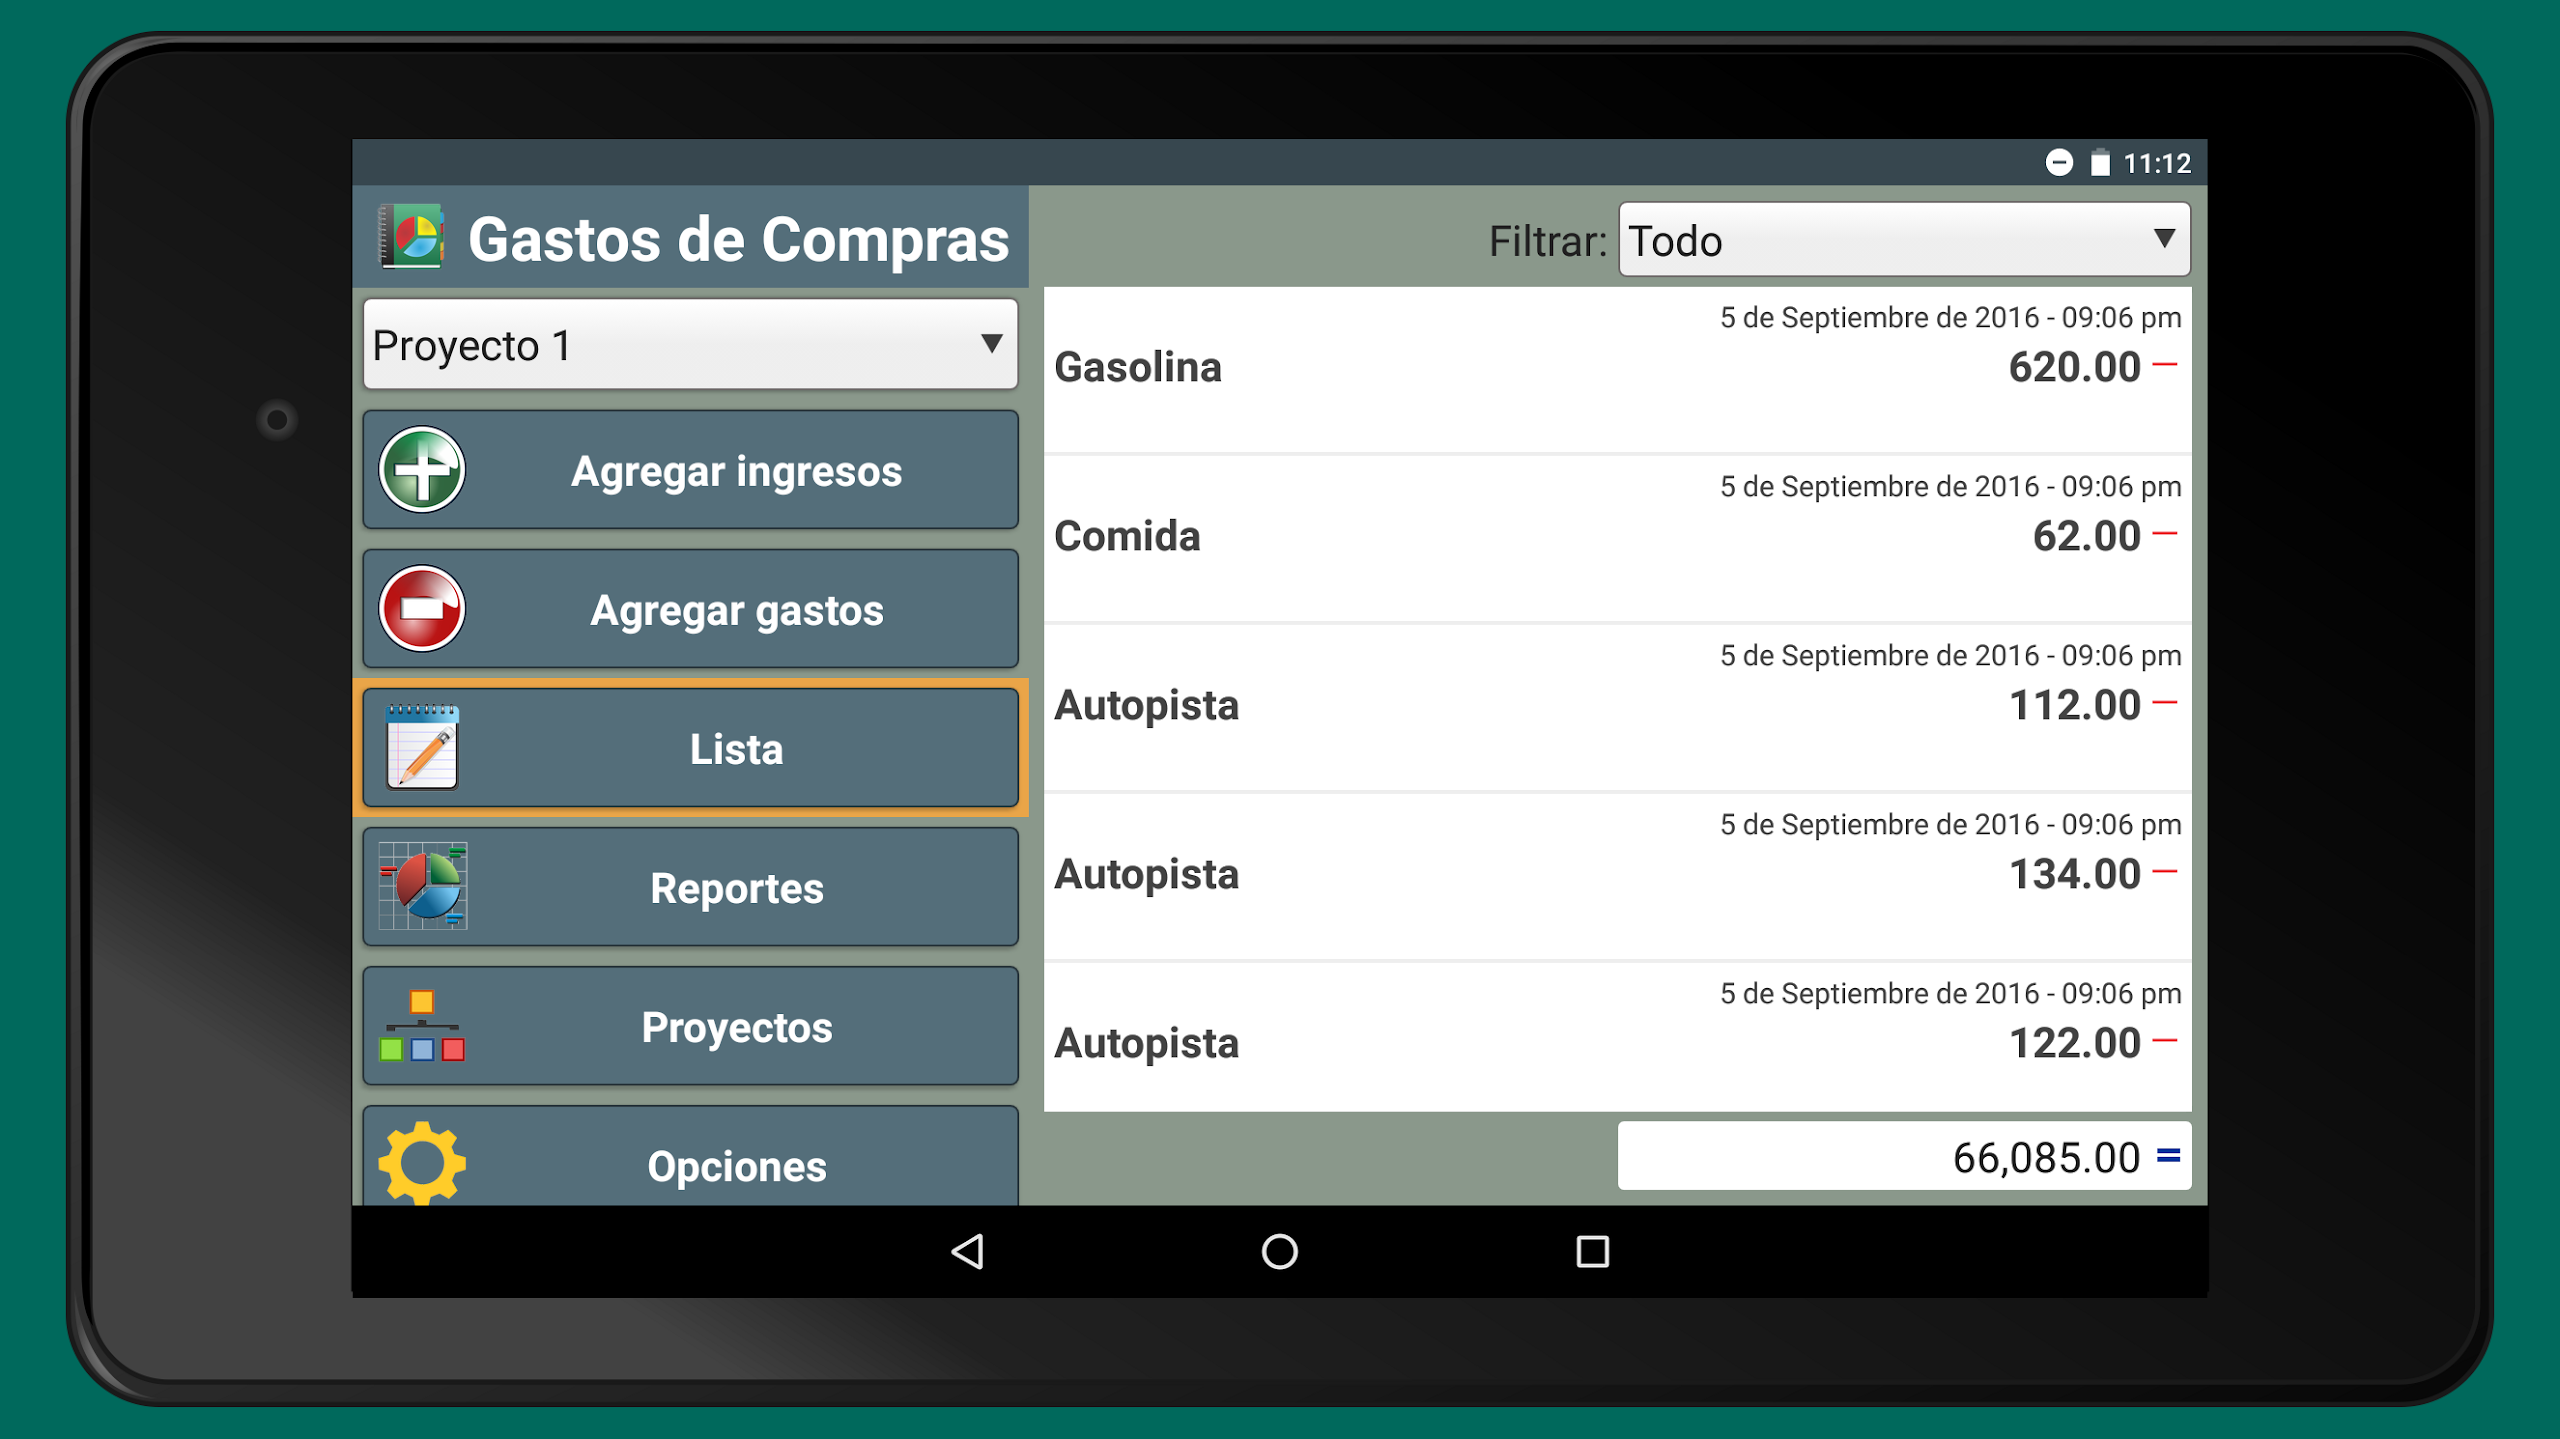 11:12
Gastos de Compras
Proyecto 1
Agregar ingresos
Agregar gastos
Lista
Reportes
Proyectos
Opciones
Filtrar: Todo
5 de Septiembre de 2016 - 09:06 pm
Gasolina 620.00 −
5 de Septiembre de 2016 - 09:06 pm
Comida 62.00 −
5 de Septiembre de 2016 - 09:06 pm
Autopista 112.00 −
5 de Septiembre de 2016 - 09:06 pm
Autopista 134.00 −
5 de Septiembre de 2016 - 09:06 pm
Autopista 122.00 −
66,085.00 =